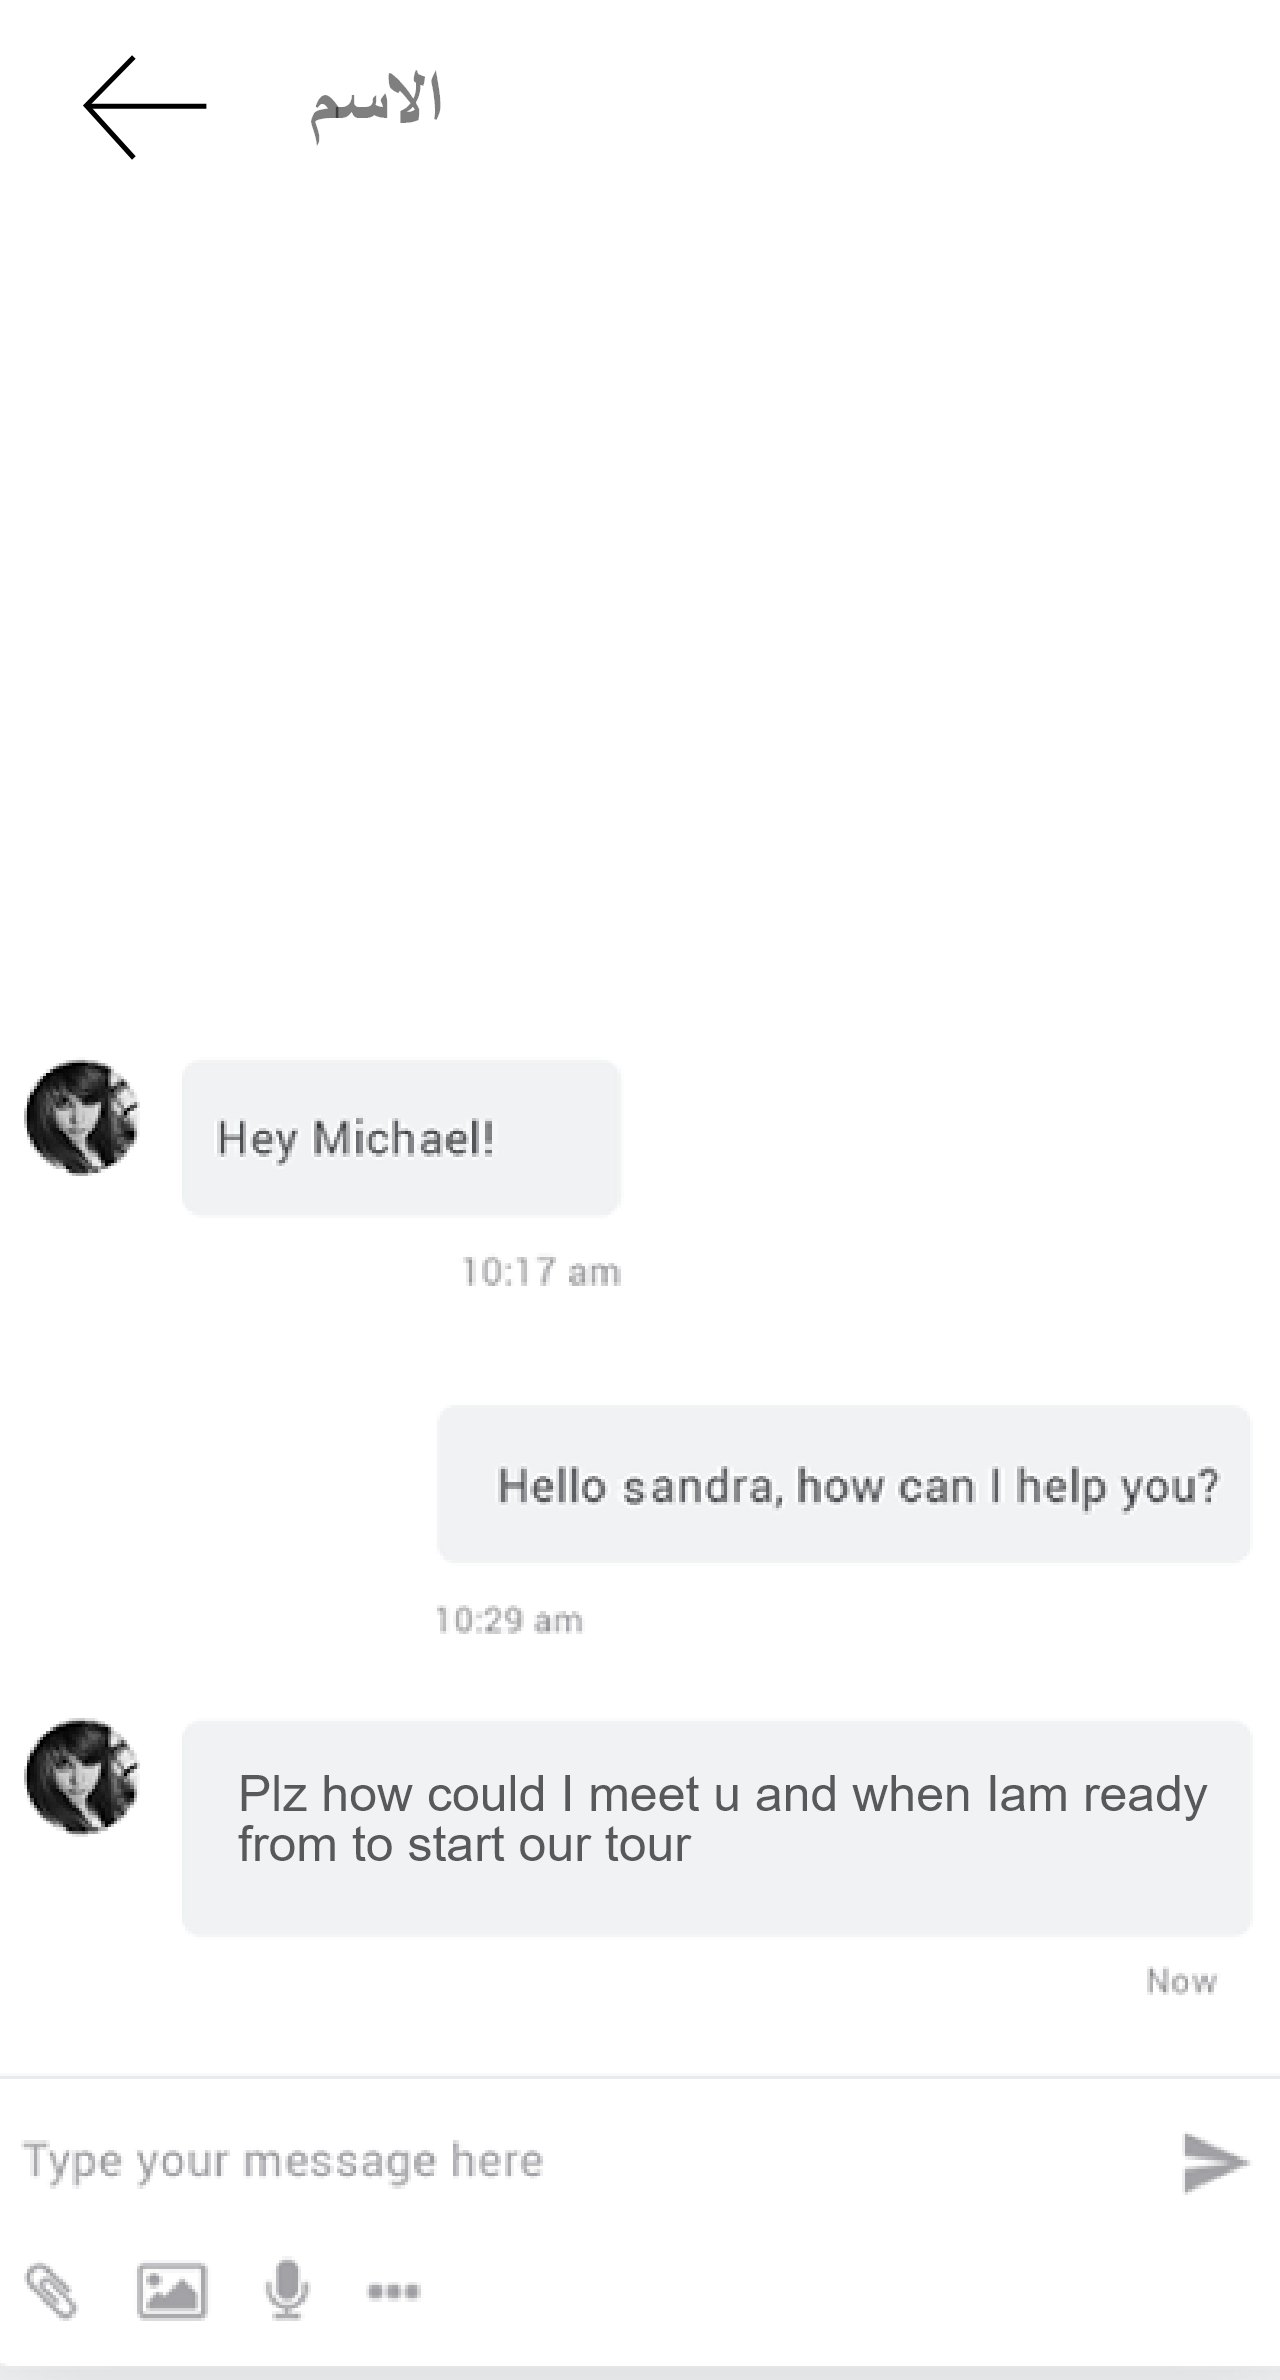 الاسم
Hey Michael!
10:17 am
Hello sandra, how can I help you?
10:29 am
Plz how could I meet u and when Iam ready
from to start our tour
Now
Type your message here